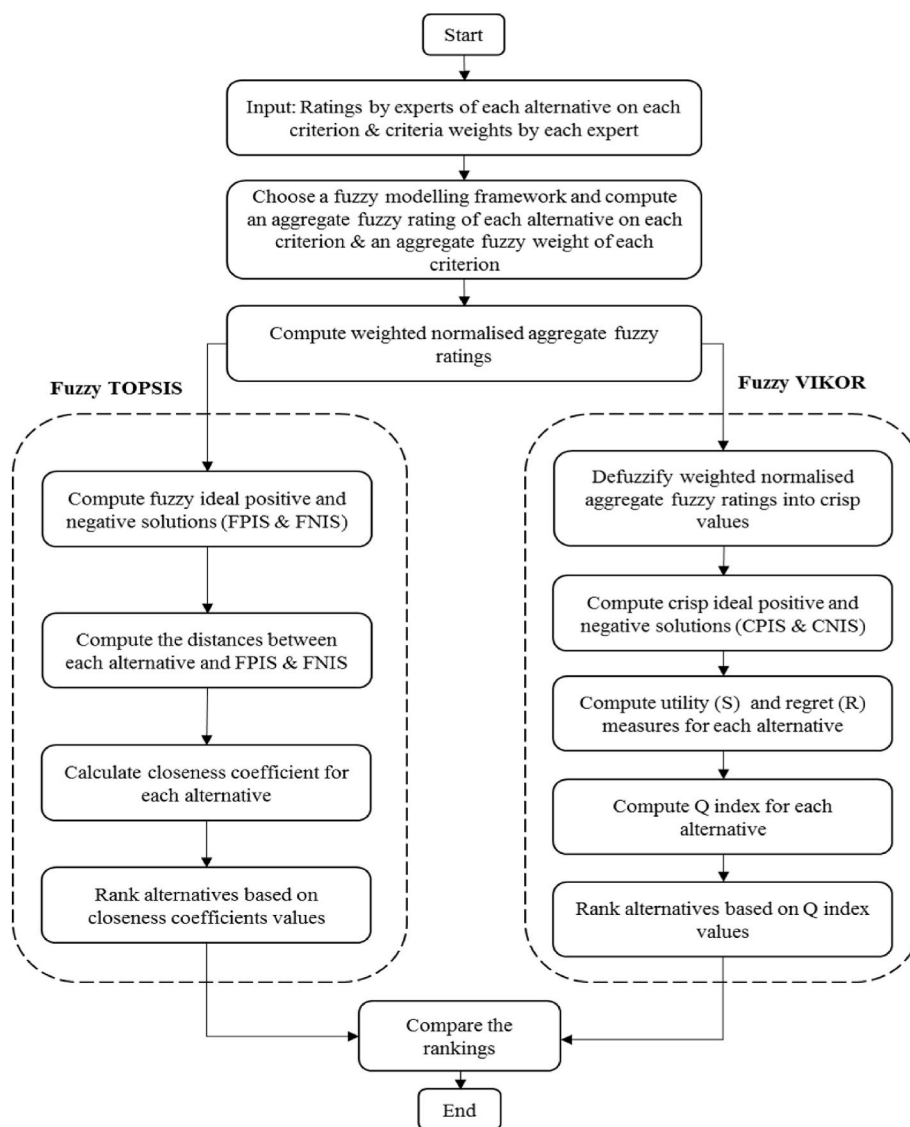 Start
Input: Ratings by experts of each alternative on each
criterion & criteria weights by each expert
Choose a fuzzy modelling framework and compute
an aggregate fuzzy rating of each alternative on each
criterion & an aggregate fuzzy weight of each
criterion
Compute weighted normalised aggregate fuzzy
ratings
Fuzzy TOPSIS
Compute fuzzy ideal positive and
negative solutions (FPIS & FNIS)
Compute the distances between
each alternative and FPIS & FNIS
Calculate closeness coefficient for
each alternative
Rank alternatives based on
closeness coefficients values
Fuzzy VIKOR
Defuzzify weighted normalised
aggregate fuzzy ratings into crisp
values
Compute crisp ideal positive and
negative solutions (CPIS & CNIS)
Compute utility (S) and regret (R)
measures for each alternative
Compute Q index for each
alternative
Rank alternatives based on Q index
values
Compare the
rankings
End